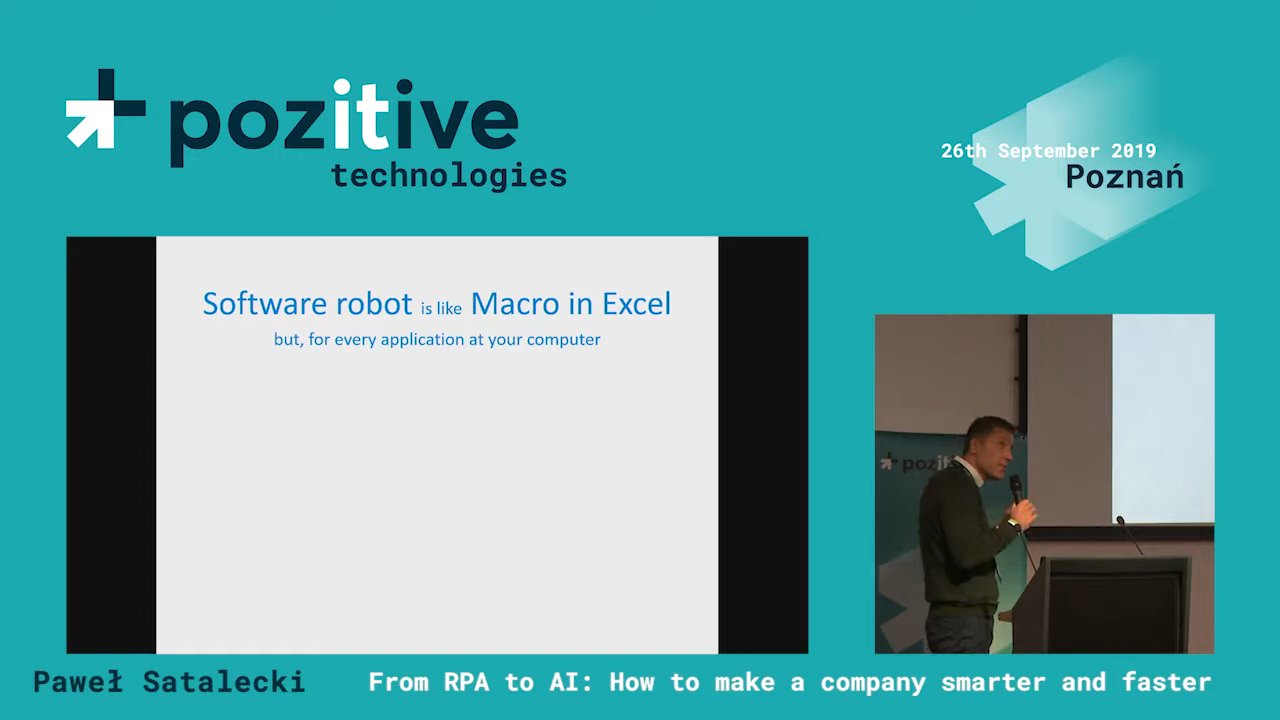 pozitive
technologies
26th September 2019
Poznań
Software robot is like Macro in Excel
but, for every application at your computer
poziti
Paweł Satalecki
From RPA to AI: How to make a company smarter and faster